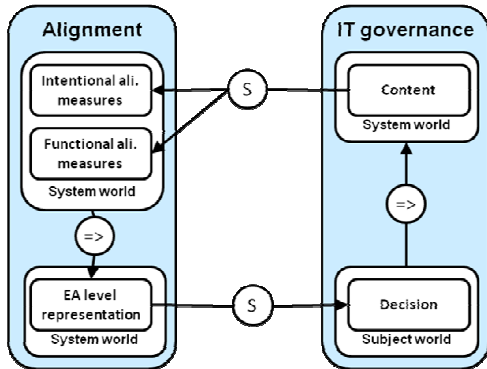 Alignment
Intentional ali.
measures
Functional ali.
measures
System world
=>
EA level
representation
System world
S
S
IT governance
Content
System world
=>
Decision
Subject world